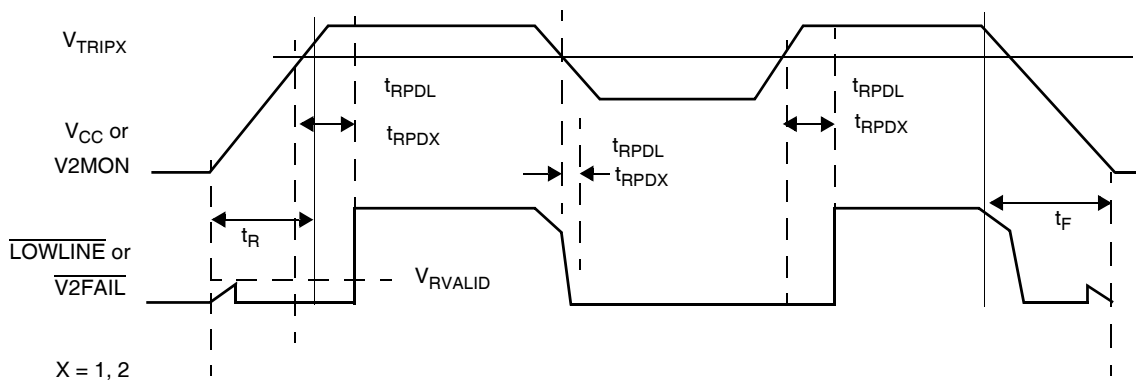 VTRIPX
tRPDL
tRPDL
VCC or
tRPDX
tRPDX
V2MON
tRPDL
tRPDX
tR
tF
LOWLINE or
V2FAIL
VRVALID
X = 1, 2